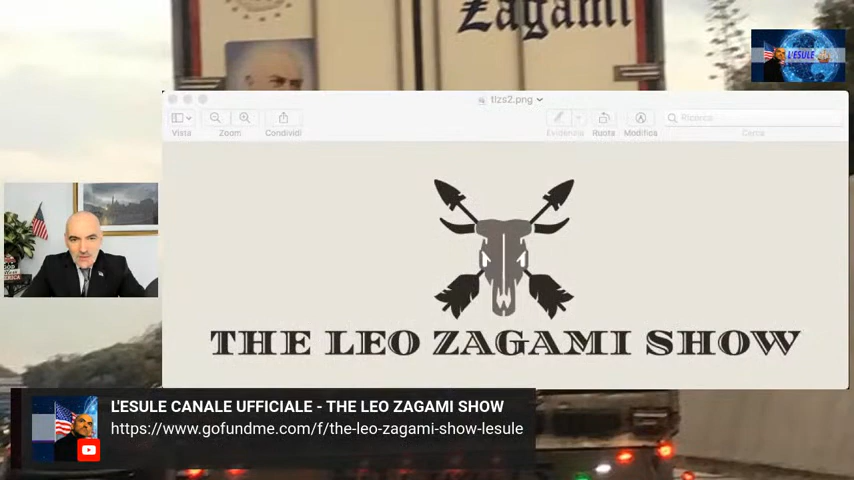 Zagami
L'ESULE
tlzs2.png
Vista
Zoom
Condividi
Evidenzia
Ruota
Modifica
Ricerca
Cerca
THE LEO ZAGAMI SHOW
L'ESULE CANALE UFFICIALE - THE LEO ZAGAMI SHOW
https://www.gofundme.com/f/the-leo-zagami-show-lesule